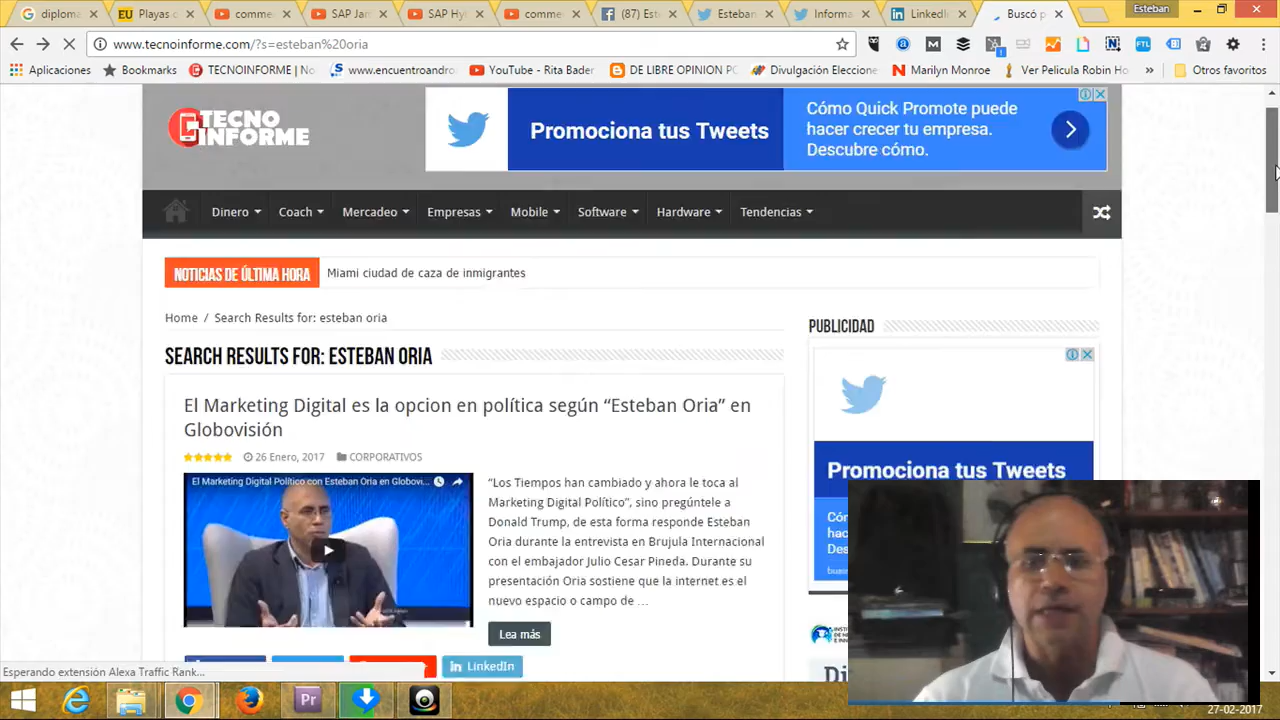 Esteban
diploma
Playas d
comme
SAP Jan
SAP Hy
comme
(87) Est
Esteban
Informa
LinkedIn
Buscó p
www.tecnoinforme.com/?s=esteban%20oria
Aplicaciones
Bookmarks
TECNOINFORME | No
www.encuentroandro
YouTube - Rita Bader
DE LIBRE OPINION PO
Divulgación Eleccione
Marilyn Monroe
Ver Pelicula Robin Ho
»
Otros favoritos
TECNO
INFORME
Promociona tus Tweets
Cómo Quick Promote puede
hacer crecer tu empresa.
Descubre cómo.
Dinero Coach Mercadeo Empresas Mobile Software Hardware Tendencias
NOTICIAS DE ÚLTIMA HORA
Miami ciudad de caza de inmigrantes
Home / Search Results for: esteban oria
PUBLICIDAD
SEARCH RESULTS FOR: ESTEBAN ORIA
El Marketing Digital es la opcion en política según “Esteban Oria” en
Globovisión
26 Enero, 2017 CORPORATIVOS
El Marketing Digital Político con Esteban Oria en Globovi...
“Los Tiempos han cambiado y ahora le toca al
Marketing Digital Político”, sino pregúntele a
Donald Trump, de esta forma responde Esteban
Oria durante la entrevista en Brujula Internacional
con el embajador Julio Cesar Pineda. Durante su
presentación Oria sostiene que la internet es el
nuevo espacio o campo de …
Lea más
LinkedIn
Promociona tus Tweets
Esperando extensión Alexa Traffic Rank...
27-02-2017